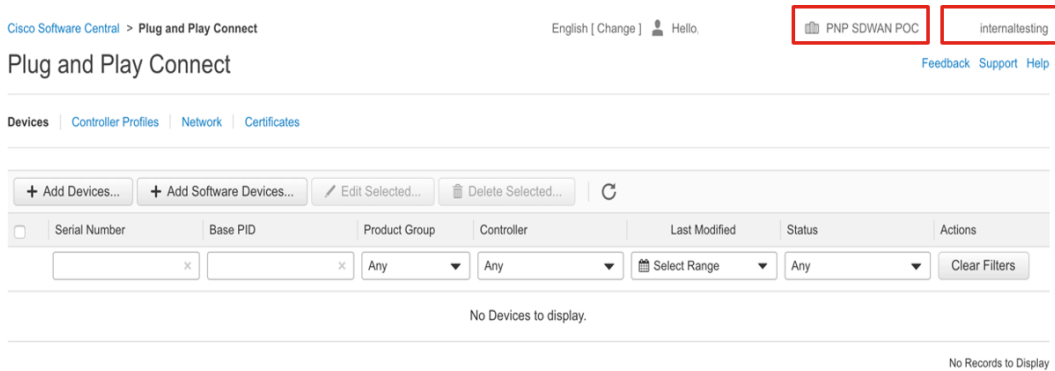 Cisco Software Central > Plug and Play Connect English [ Change ] Hello, PNP SDWAN POC internaltesting
Plug and Play Connect Feedback Support Help
Devices Controller Profiles Network Certificates
+ Add Devices... + Add Software Devices... Edit Selected... Delete Selected...
Serial Number Base PID Product Group Controller Last Modified Status Actions
× × Any Any Select Range Any Clear Filters
No Devices to display.
No Records to Display